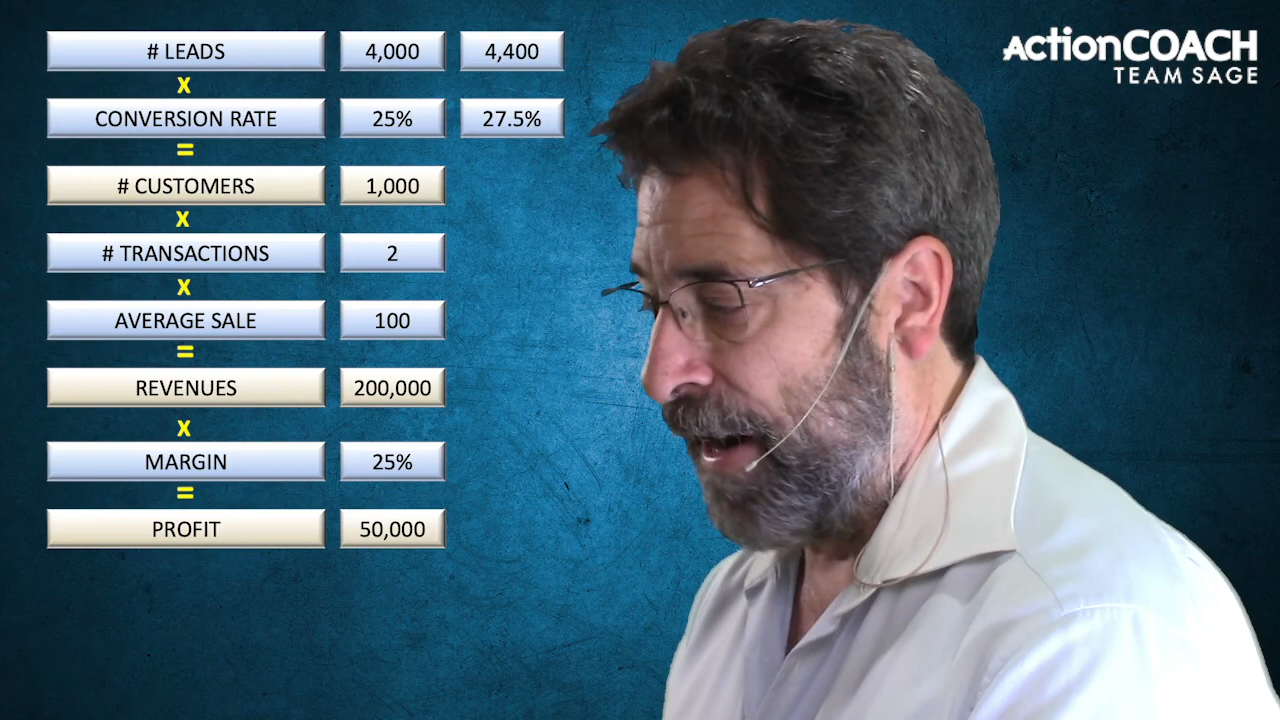 # LEADS 4,000 4,400
X
CONVERSION RATE 25% 27.5%
=
# CUSTOMERS 1,000
X
# TRANSACTIONS 2
X
AVERAGE SALE 100
=
REVENUES 200,000
X
MARGIN 25%
=
PROFIT 50,000
ActionCOACH
TEAM SAGE